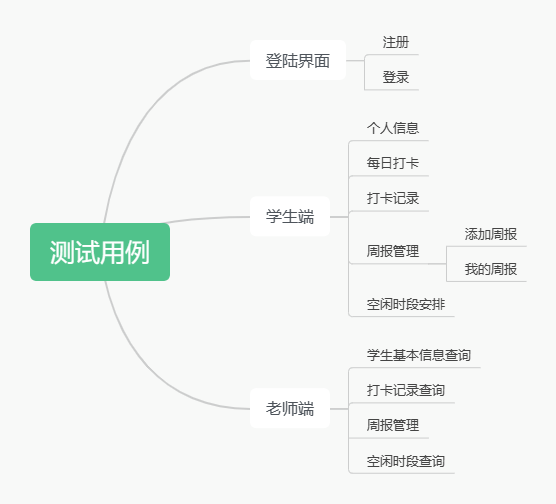 测试用例
登陆界面
注册
登录
学生端
个人信息
每日打卡
打卡记录
周报管理
添加周报
我的周报
空闲时段安排
老师端
学生基本信息查询
打卡记录查询
周报管理
空闲时段查询